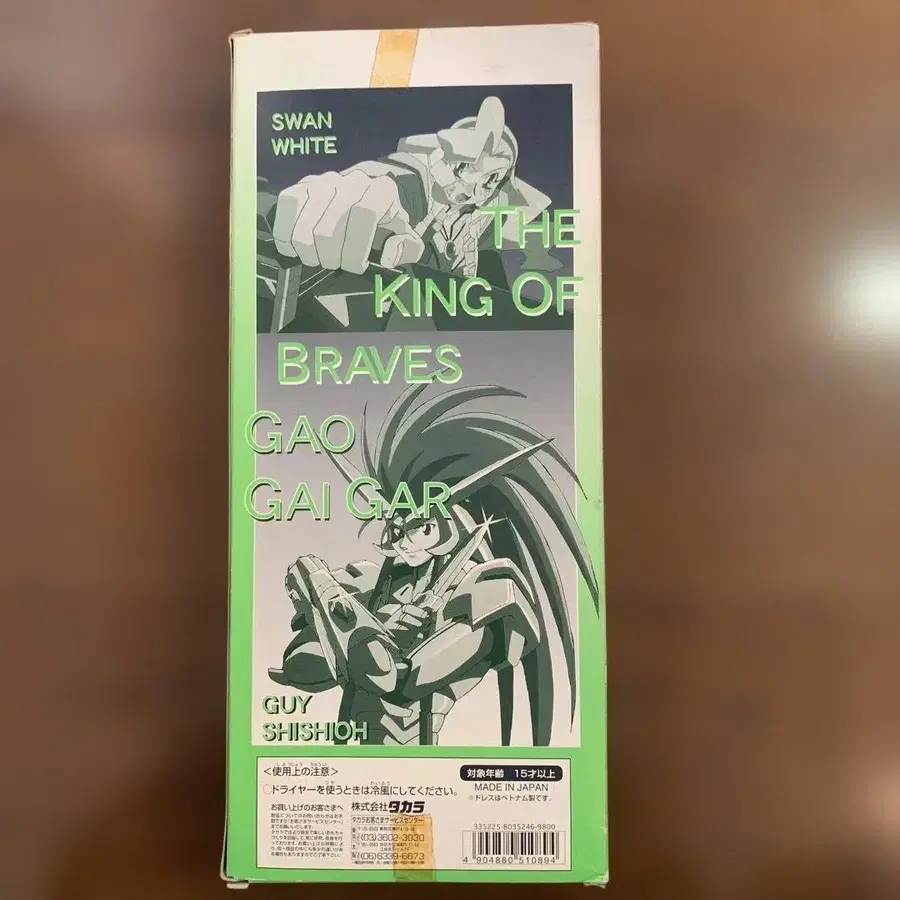 SWAN
WHITE
THE
KING OF
BRAVES
GAO
GAI GAR
GUY
SHISHIOH
<使用上の注意>
○ドライヤーを使うときは冷風にしてください。
お買い上げのお客さまへ
株式会社タカラ
タカラお客さまサービスセンター
(03)3602-3030
(06)6339-6673
対象年齢 15才以上
MADE IN JAPAN
※ドレスはベトナム製です。
335225-8035246-9800
4 904880 510894